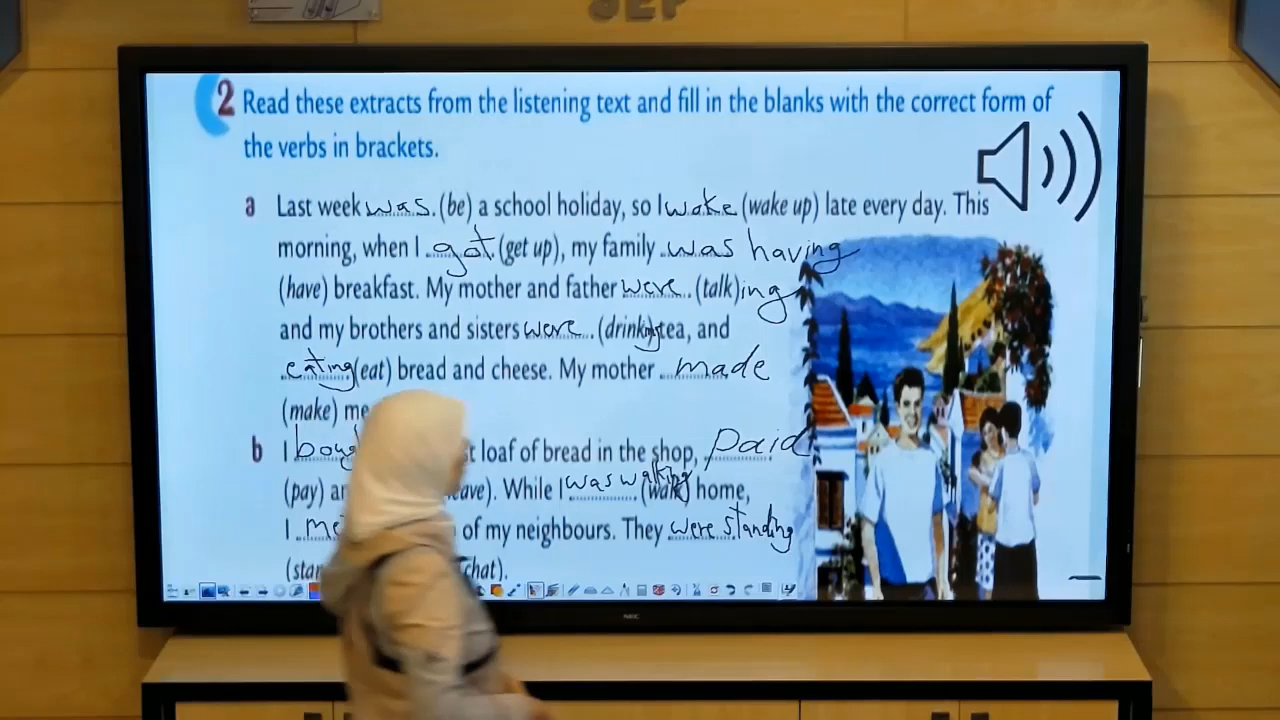 2 Read these extracts from the listening text and fill in the blanks with the correct form of
the verbs in brackets.
a Last week was (be) a school holiday, so I wake (wake up) late every day. This
morning, when I got (get up), my family was having
(have) breakfast. My mother and father were (talk)ing
and my brothers and sisters were (drink)ing tea, and
eating (eat) bread and cheese. My mother made
(make) me
b I loaf of bread in the shop, paid
(pay) While I was walking (walk) home,
I of my neighbours. They were standing
chat).
NEC